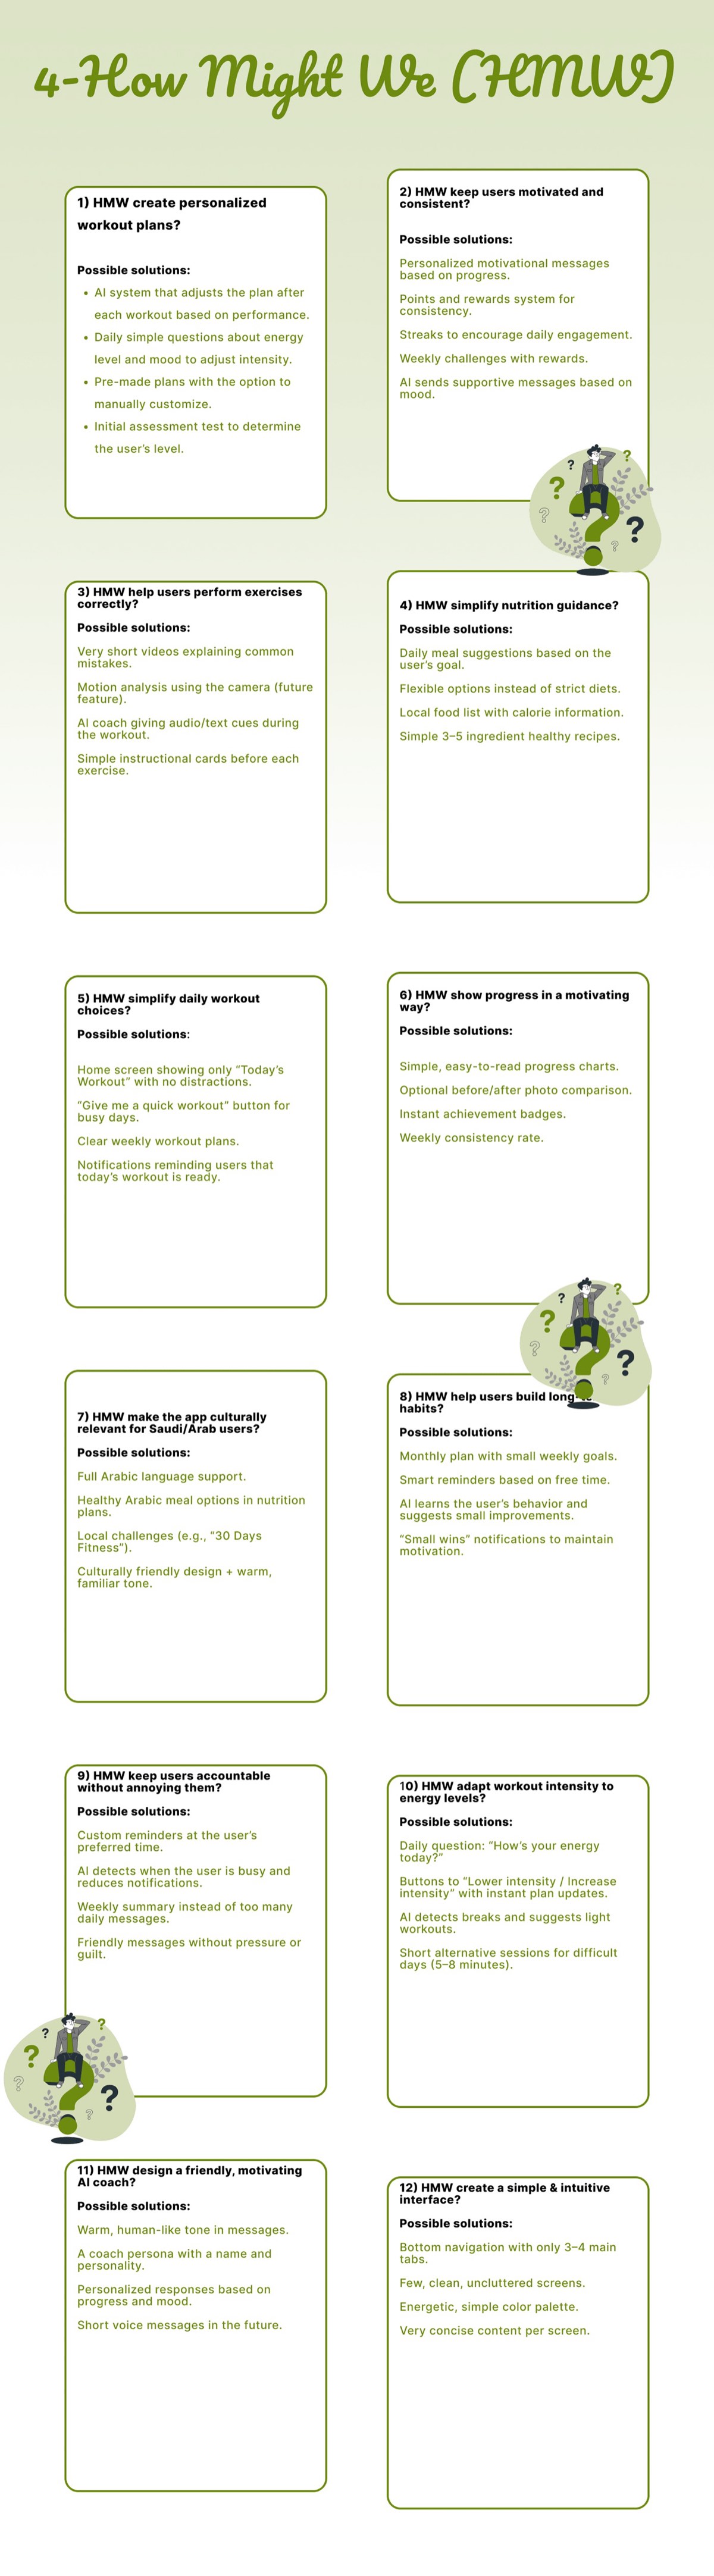 4-How Might We (HMW)
1) HMW create personalized
workout plans?
Possible solutions:
• AI system that adjusts the plan after
each workout based on performance.
• Daily simple questions about energy
level and mood to adjust intensity.
• Pre-made plans with the option to
manually customize.
• Initial assessment test to determine
the user's level.
2) HMW keep users motivated and
consistent?
Possible solutions:
Personalized motivational messages
based on progress.
Points and rewards system for
consistency.
Streaks to encourage daily engagement.
Weekly challenges with rewards.
AI sends supportive messages based on
mood.
? ? ? ? ? ? ?
3) HMW help users perform exercises
correctly?
Possible solutions:
Very short videos explaining common
mistakes.
Motion analysis using the camera (future
feature).
AI coach giving audio/text cues during
the workout.
Simple instructional cards before each
exercise.
4) HMW simplify nutrition guidance?
Possible solutions:
Daily meal suggestions based on the
user's goal.
Flexible options instead of strict diets.
Local food list with calorie information.
Simple 3–5 ingredient healthy recipes.
5) HMW simplify daily workout
choices?
Possible solutions:
Home screen showing only “Today's
Workout” with no distractions.
“Give me a quick workout” button for
busy days.
Clear weekly workout plans.
Notifications reminding users that
today's workout is ready.
6) HMW show progress in a motivating
way?
Possible solutions:
Simple, easy-to-read progress charts.
Optional before/after photo comparison.
Instant achievement badges.
Weekly consistency rate.
? ? ? ? ? ? ?
7) HMW make the app culturally
relevant for Saudi/Arab users?
Possible solutions:
Full Arabic language support.
Healthy Arabic meal options in nutrition
plans.
Local challenges (e.g., “30 Days
Fitness”).
Culturally friendly design + warm,
familiar tone.
8) HMW help users build long-
habits?
Possible solutions:
Monthly plan with small weekly goals.
Smart reminders based on free time.
AI learns the user's behavior and
suggests small improvements.
“Small wins” notifications to maintain
motivation.
9) HMW keep users accountable
without annoying them?
Possible solutions:
Custom reminders at the user's
preferred time.
AI detects when the user is busy and
reduces notifications.
Weekly summary instead of too many
daily messages.
Friendly messages without pressure or
guilt.
? ? ? ? ? ? ?
10) HMW adapt workout intensity to
energy levels?
Possible solutions:
Daily question: “How's your energy
today?”
Buttons to “Lower intensity / Increase
intensity” with instant plan updates.
AI detects breaks and suggests light
workouts.
Short alternative sessions for difficult
days (5–8 minutes).
11) HMW design a friendly, motivating
AI coach?
Possible solutions:
Warm, human-like tone in messages.
A coach persona with a name and
personality.
Personalized responses based on
progress and mood.
Short voice messages in the future.
12) HMW create a simple & intuitive
interface?
Possible solutions:
Bottom navigation with only 3–4 main
tabs.
Few, clean, uncluttered screens.
Energetic, simple color palette.
Very concise content per screen.